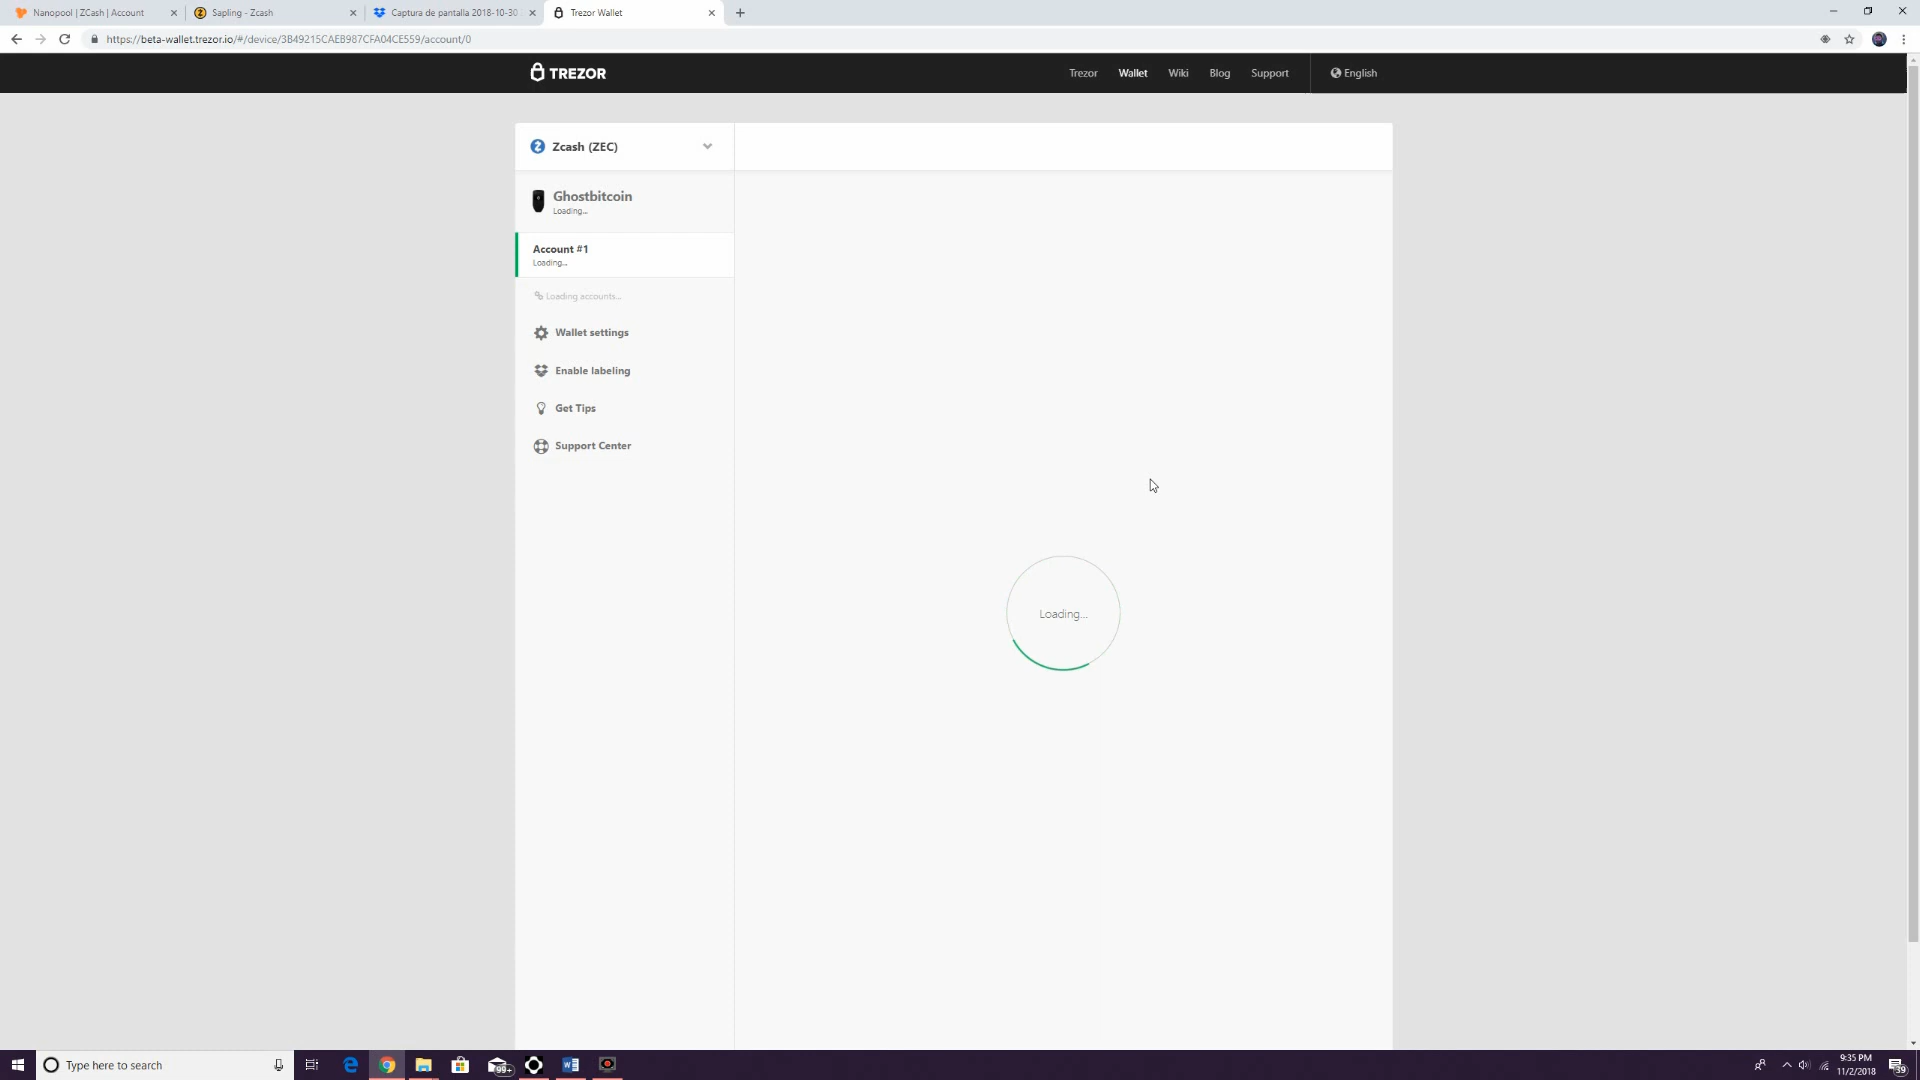 Nanopool | ZCash | Account
Sapling - Zcash
Captura de pantalla 2018-10-30
Trezor Wallet
https://beta-wallet.trezor.io/#/device/3B49215CAEB987CFA04CE559/account/0
TREZOR
Trezor
Wallet
Wiki
Blog
Support
English
Zcash (ZEC)
Ghostbitcoin
Loading...
Account #1
Loading...
Loading accounts...
Wallet settings
Enable labeling
Get Tips
Support Center
Loading...
Type here to search
99+
9:35 PM
11/2/2018
39